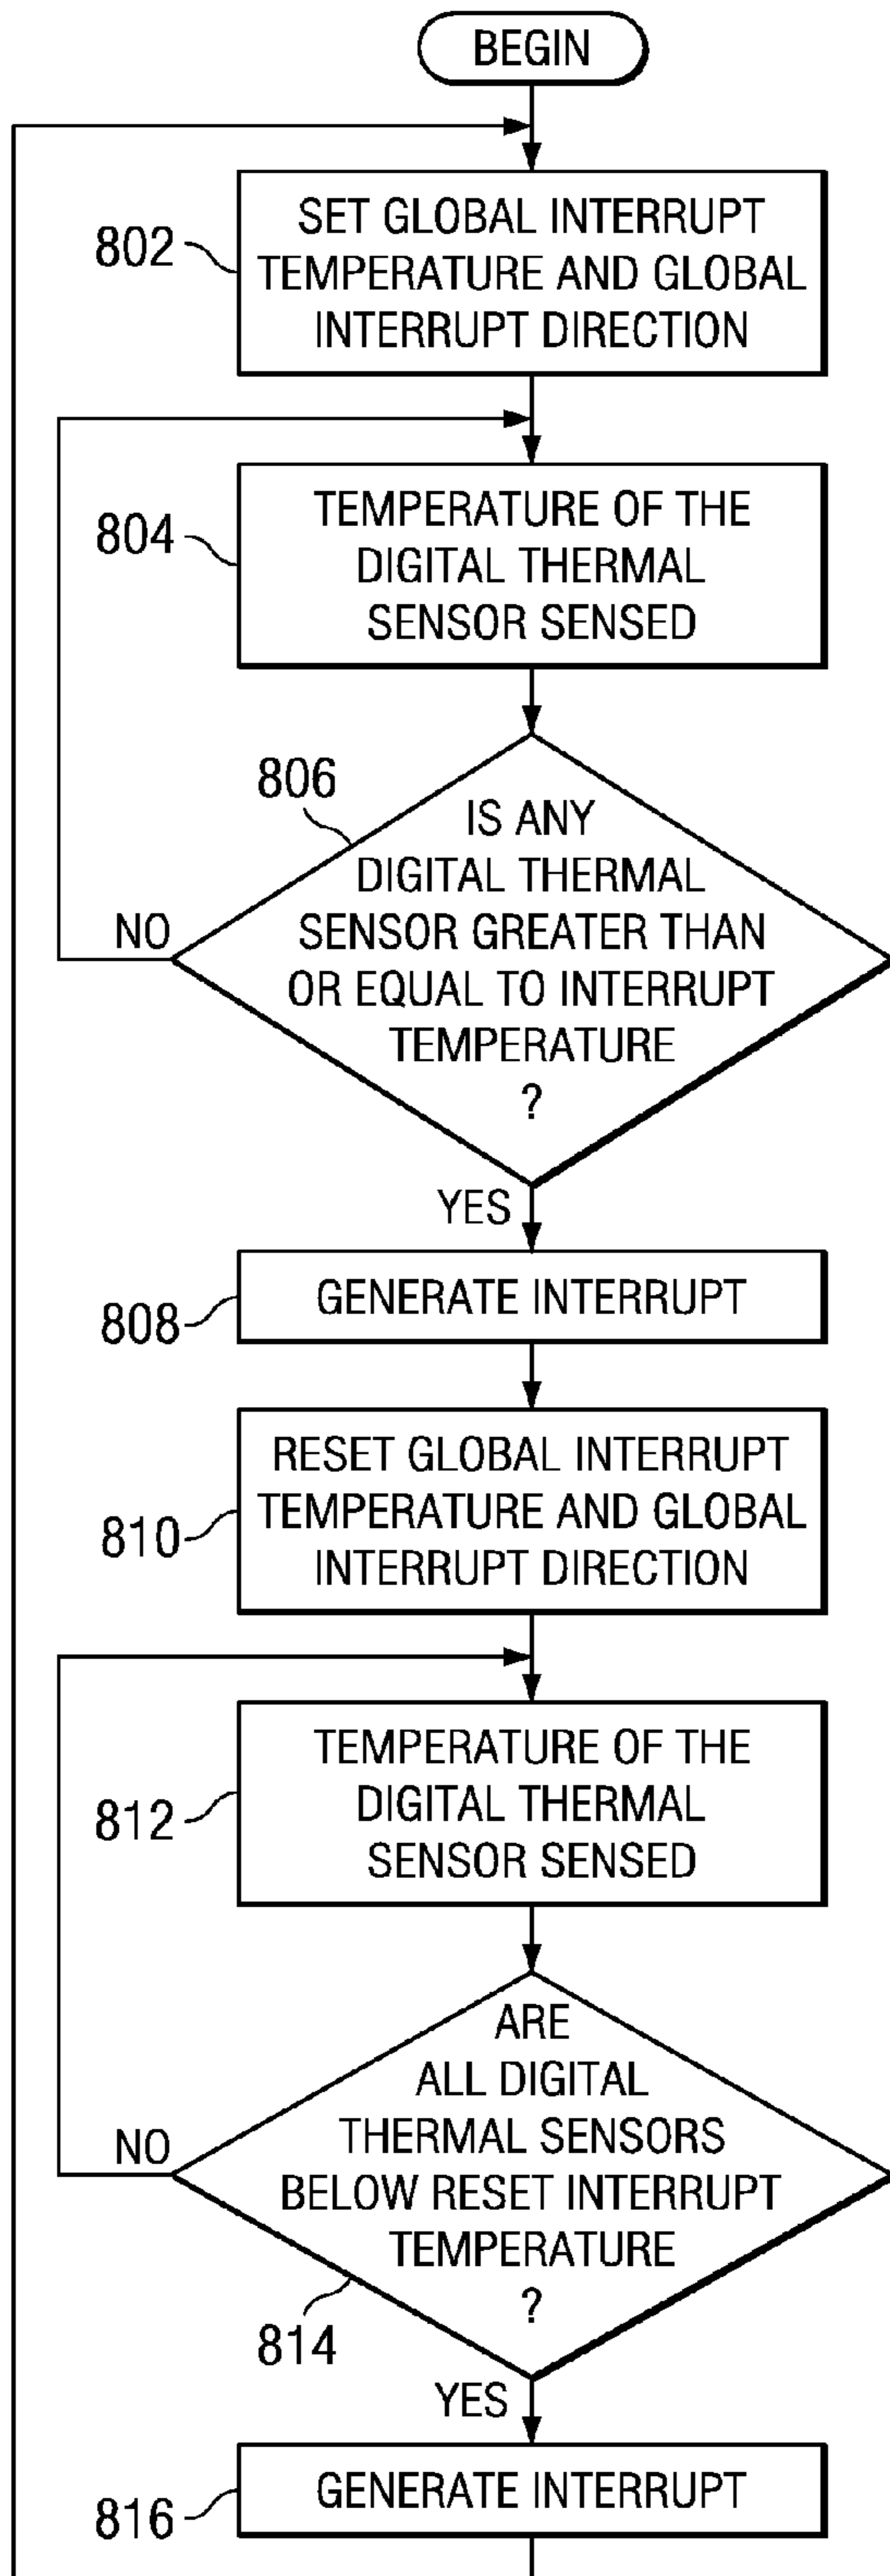 BEGIN
802
SET GLOBAL INTERRUPT
TEMPERATURE AND GLOBAL
INTERRUPT DIRECTION
804
TEMPERATURE OF THE
DIGITAL THERMAL
SENSOR SENSED
806
IS ANY
DIGITAL THERMAL
SENSOR GREATER THAN
OR EQUAL TO INTERRUPT
TEMPERATURE
?
NO
YES
808
GENERATE INTERRUPT
810
RESET GLOBAL INTERRUPT
TEMPERATURE AND GLOBAL
INTERRUPT DIRECTION
812
TEMPERATURE OF THE
DIGITAL THERMAL
SENSOR SENSED
ARE
ALL DIGITAL
THERMAL SENSORS
BELOW RESET INTERRUPT
TEMPERATURE
?
NO
814
YES
816
GENERATE INTERRUPT